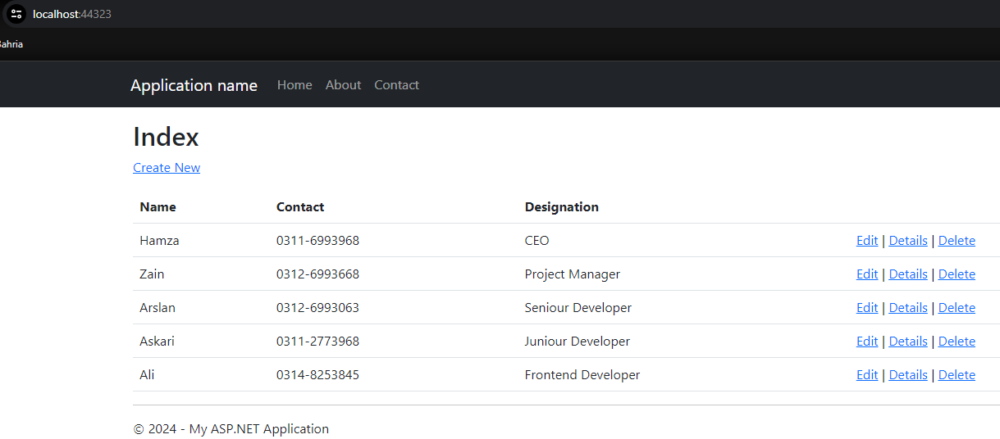 localhost:44323
Bahria
Application name Home About Contact
Index
Create New
Name Contact Designation
Hamza 0311-6993968 CEO Edit | Details | Delete
Zain 0312-6993668 Project Manager Edit | Details | Delete
Arslan 0312-6993063 Seniour Developer Edit | Details | Delete
Askari 0311-2773968 Juniour Developer Edit | Details | Delete
Ali 0314-8253845 Frontend Developer Edit | Details | Delete
© 2024 - My ASP.NET Application